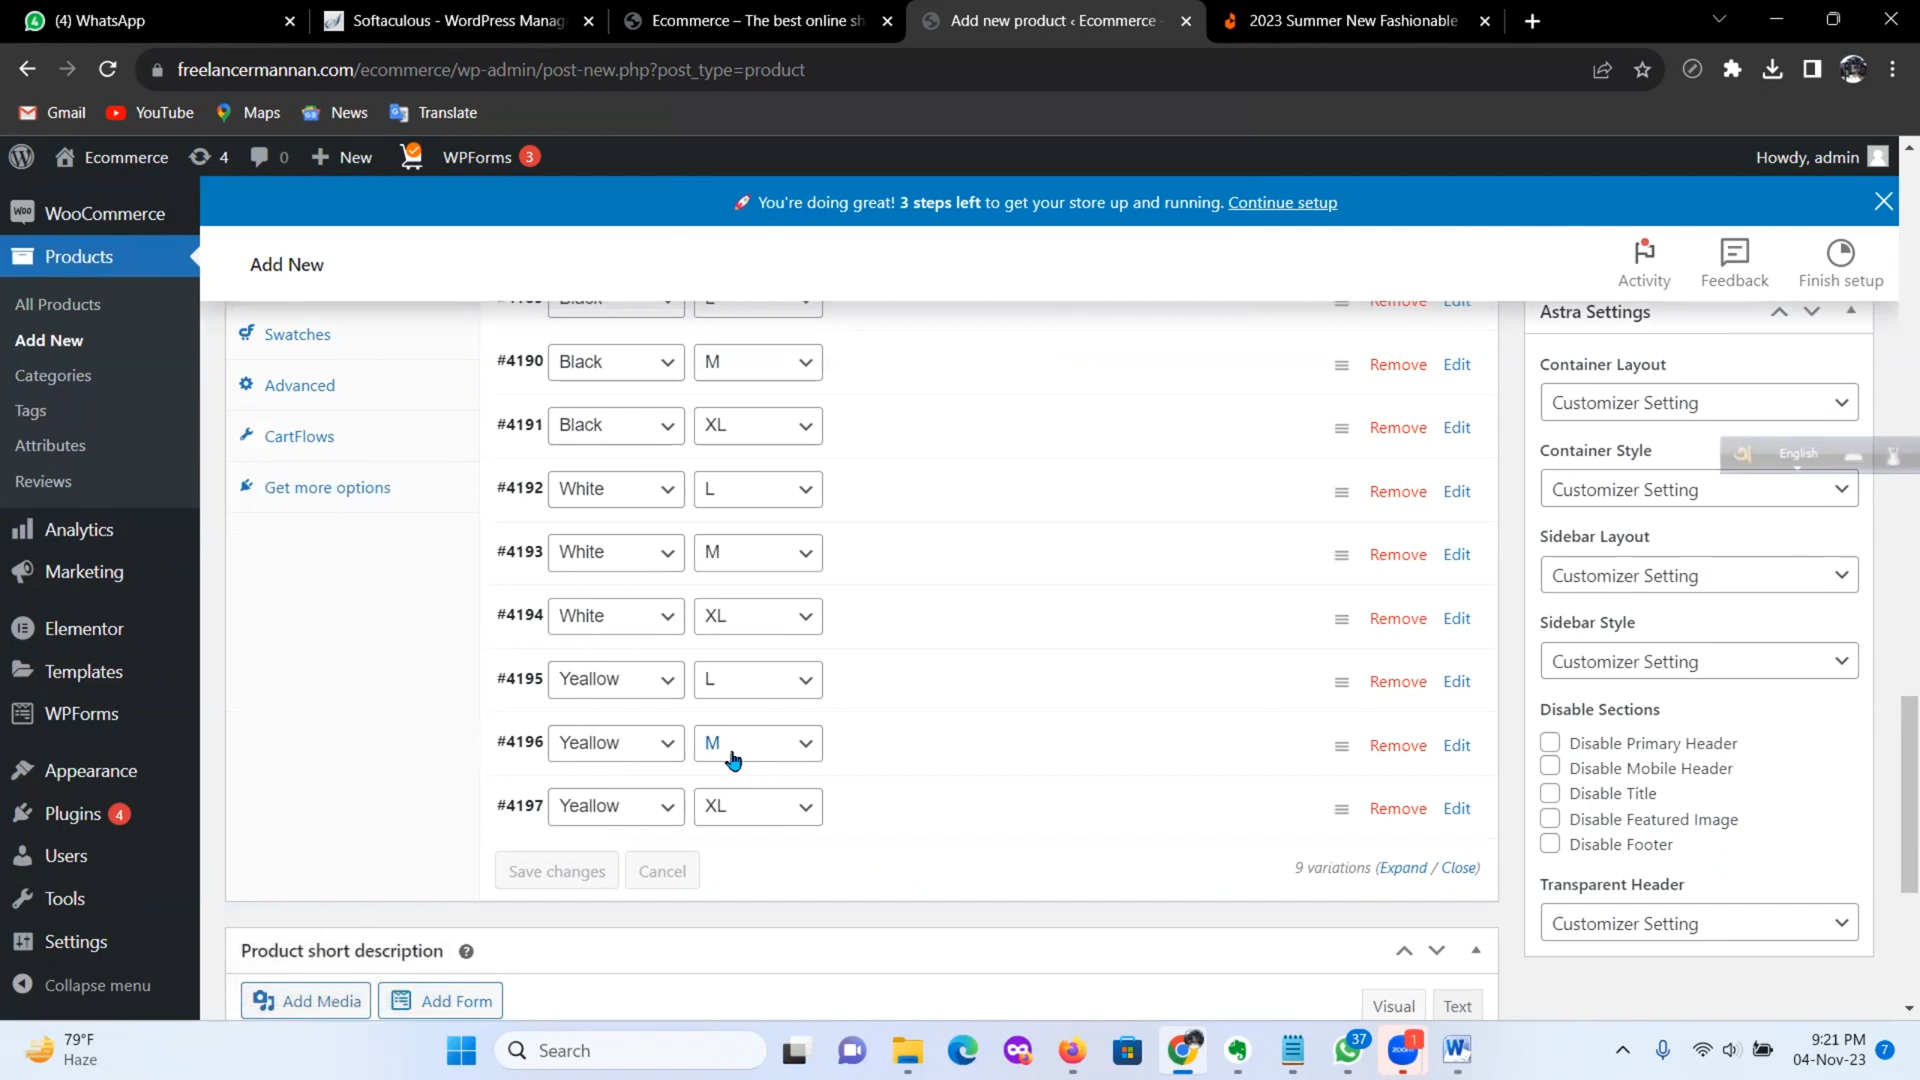 (4) WhatsApp
Softaculous - WordPress Manag
Ecommerce – The best online sh
Add new product ‹ Ecommerce -
2023 Summer New Fashionable
freelancermannan.com/ecommerce/wp-admin/post-new.php?post_type=product
Gmail YouTube Maps News Translate
Ecommerce 4 0 New WPForms 3
Howdy, admin
WooCommerce
Products
All Products
Add New
Categories
Tags
Attributes
Reviews
Analytics
Marketing
Elementor
Templates
WPForms
Appearance
Plugins 4
Users
Tools
Settings
Collapse menu
🚀 You're doing great! 3 steps left to get your store up and running. Continue setup
Add New
Activity
Feedback
Finish setup
Swatches
Advanced
CartFlows
Get more options
Remove Edit
#4190 Black M Remove Edit
#4191 Black XL Remove Edit
#4192 White L Remove Edit
#4193 White M Remove Edit
#4194 White XL Remove Edit
#4195 Yeallow L Remove Edit
#4196 Yeallow M Remove Edit
#4197 Yeallow XL Remove Edit
Save changes Cancel
9 variations (Expand / Close)
Product short description
Add Media Add Form
Visual Text
Astra Settings
Container Layout
Customizer Setting
Container Style
English
Customizer Setting
Sidebar Layout
Customizer Setting
Sidebar Style
Customizer Setting
Disable Sections
Disable Primary Header
Disable Mobile Header
Disable Title
Disable Featured Image
Disable Footer
Transparent Header
Customizer Setting
79°F
Haze
Search
37
1
9:21 PM
04-Nov-23
7